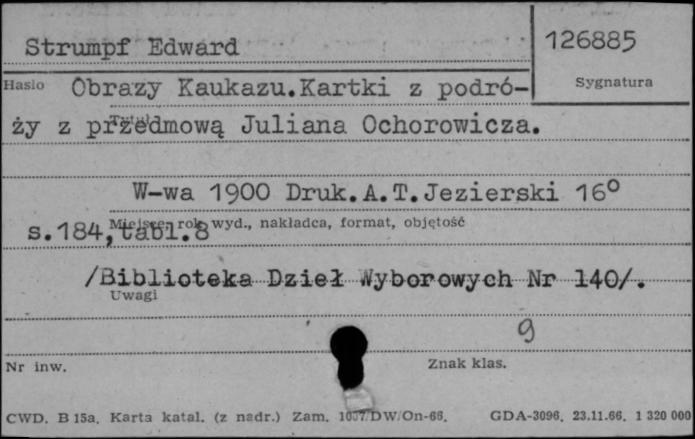 Strumpf Edward
126885
Hasło
Sygnatura
Obrazy Kaukazu. Kartki z podró-
ży z przedmową Juliana Ochorowicza.
Tytuł
W-wa 1900 Druk. A. T. Jezierski 16°
Miejsce, rok wyd., nakładca, format, objętość
s. 184, tabl. 8
/Biblioteka Dzieł Wyborowych Nr 140/.
Uwagi
9
Nr inw.
Znak klas.
CWD. B 15a. Karta katal. (z nadr.) Zam. 1037/DW/On-66. GDA-3096. 23.11.66. 1 320 000